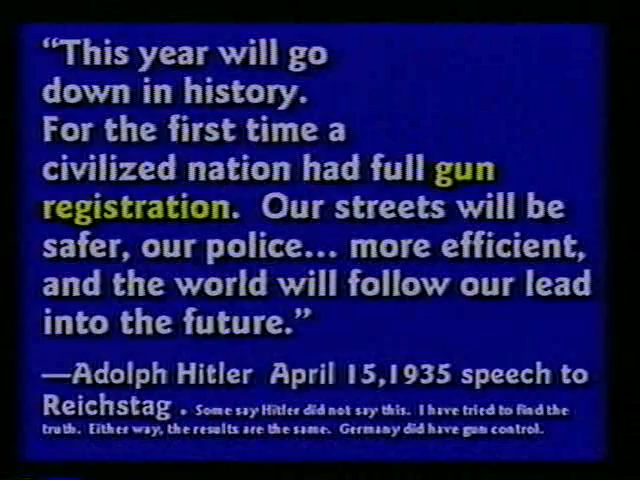 “This year will go
down in history.
For the first time a
civilized nation had full gun
registration.  Our streets will be
safer, our police... more efficient,
and the world will follow our lead
into the future.”
—Adolph Hitler  April 15,1935 speech to
Reichstag . Some say Hitler did not say this.  I have tried to find the
truth.  Either way, the results are the same.  Germany did have gun control.